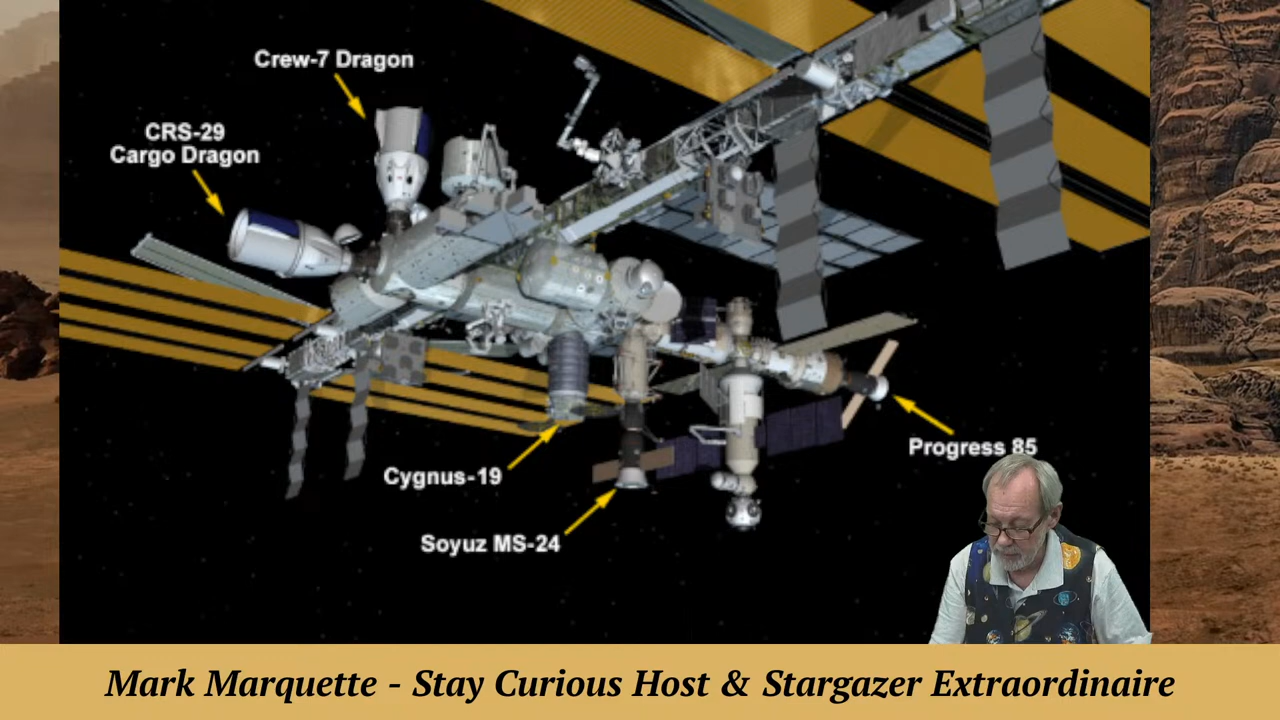 Crew-7 Dragon
CRS-29
Cargo Dragon
Progress 85
Cygnus-19
Soyuz MS-24
Mark Marquette - Stay Curious Host & Stargazer Extraordinaire